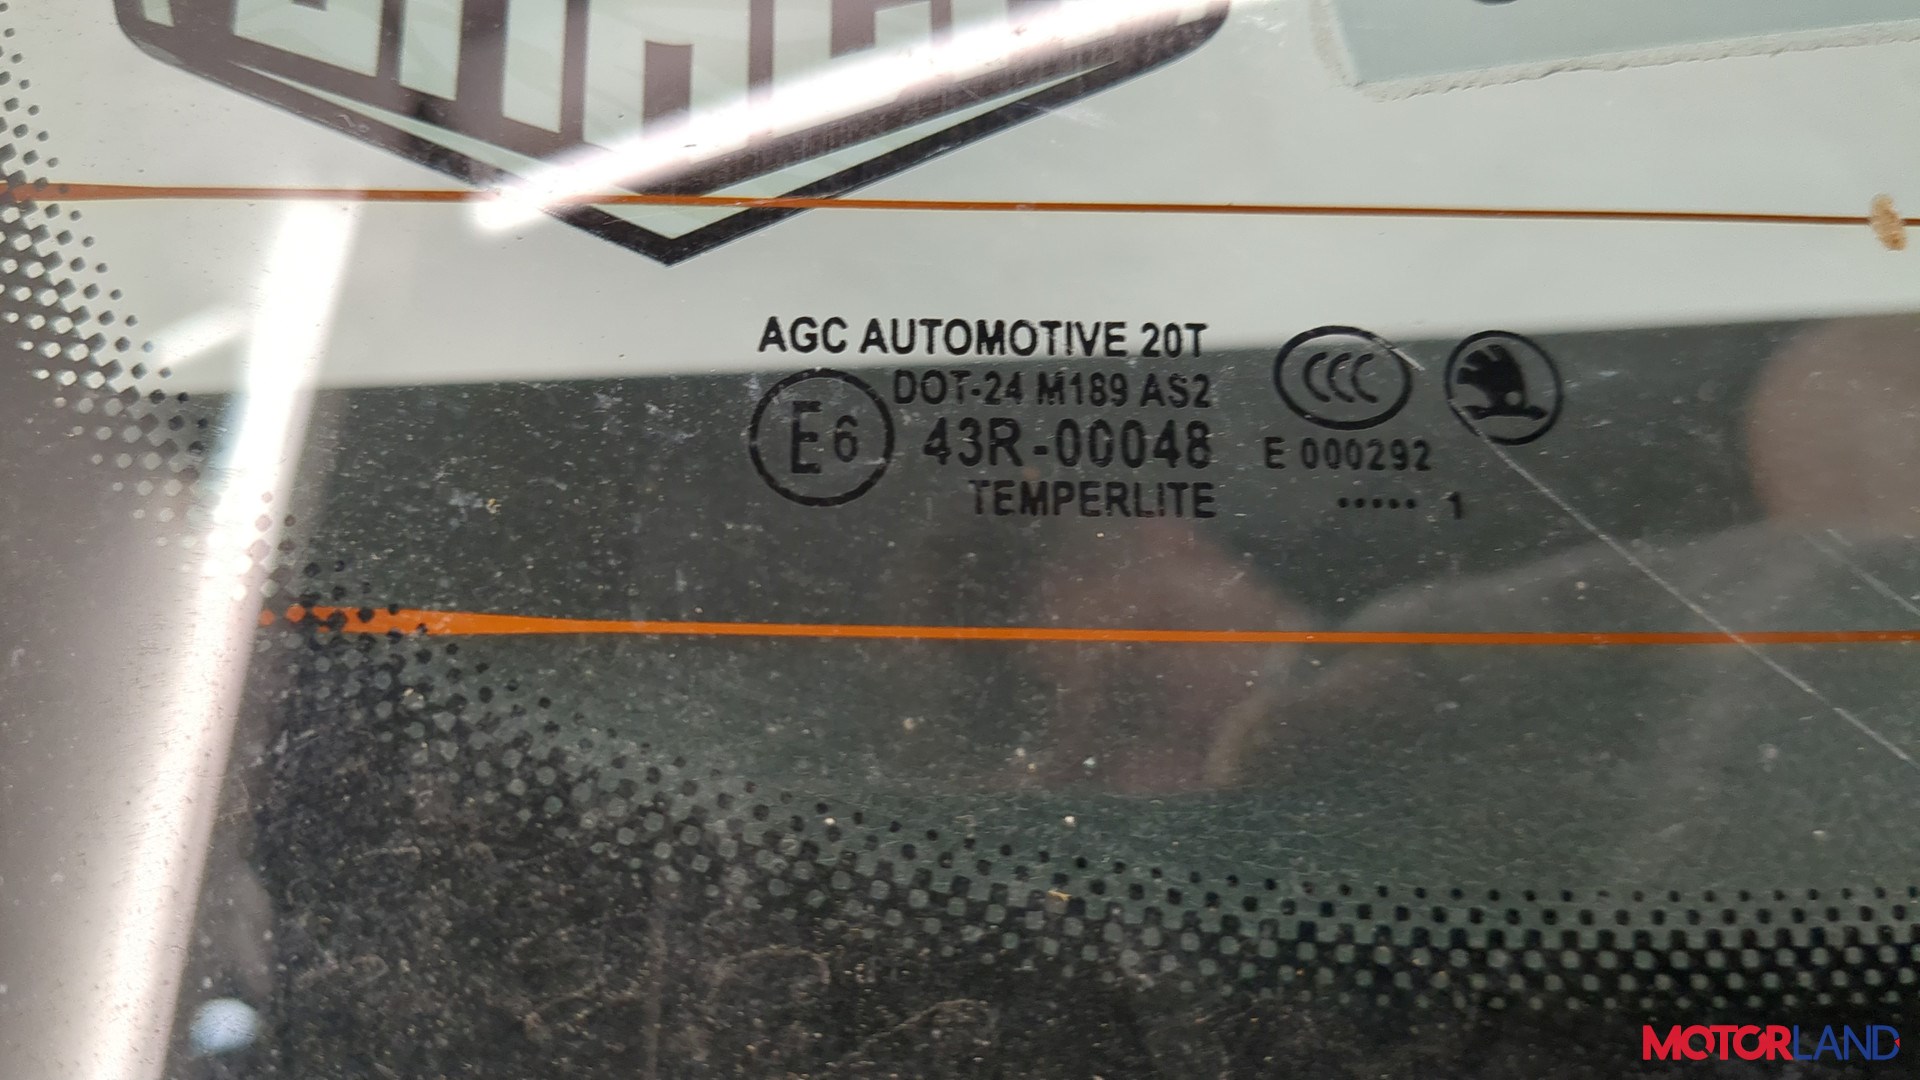 AGC AUTOMOTIVE 20T
DOT-24 M189 AS2
E6
43R-00048
TEMPERLITE
CCC
E 000292
····· 1
MOTORLAND